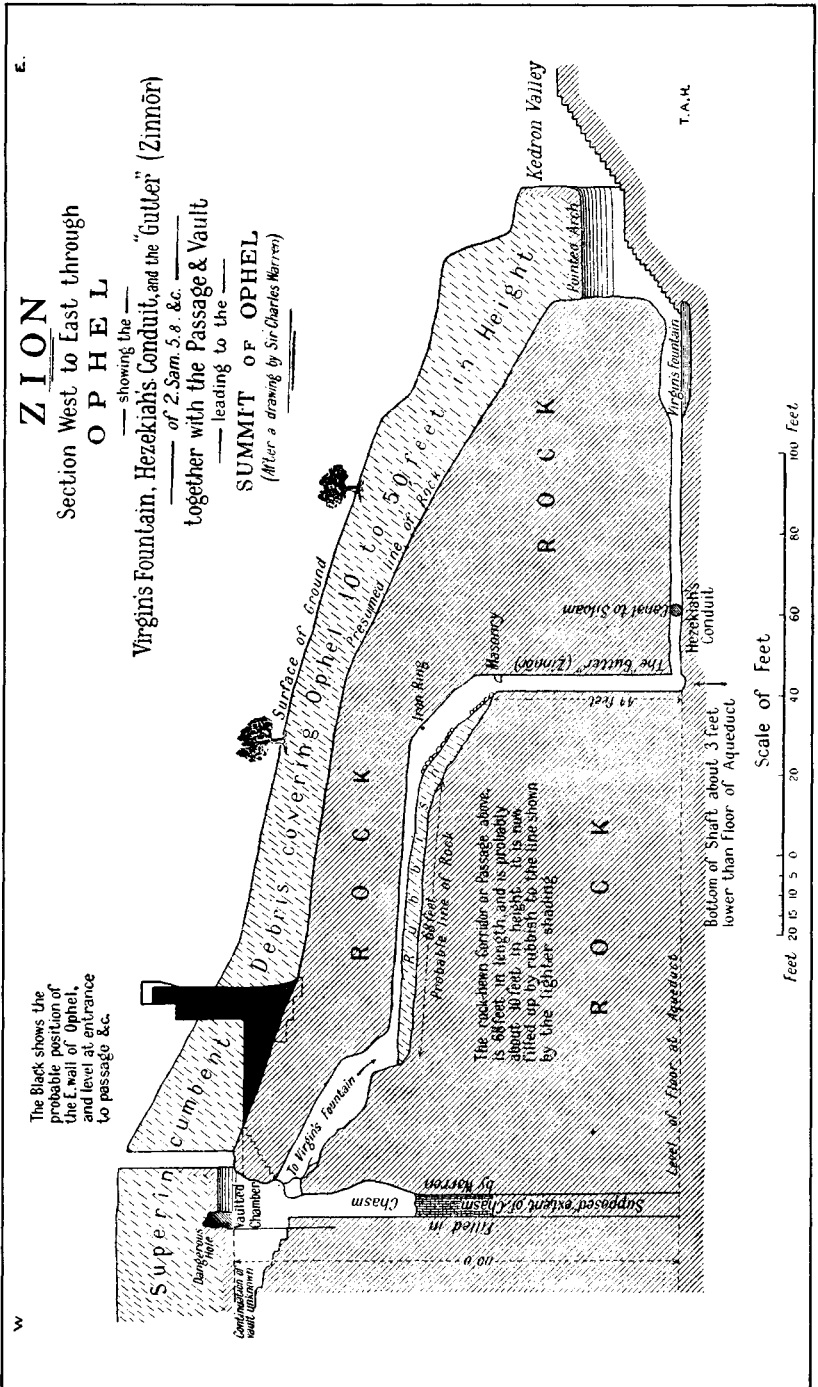 W
E.
ZION
Section West to East through
OPHEL
showing the
Virgin's Fountain, Hezekiah's Conduit, and the "Gutter" (Zinnōr)
of 2. Sam. 5. 8. &c.
together with the Passage & Vault
leading to the
SUMMIT OF OPHEL
(After a drawing by Sir Charles Warren)
The Black shows the
probable position of
the E. wall of Ophel,
and level at entrance
to passage &c.
Superincumbent Debris covering Ophel 10 to 50 feet in Height
Surface of Ground
Presumed line of Rock
Kedron Valley
Pointed Arch
Dangerous
Hole
Vaulted
Chamber
Continuation of
vault unknown
To Virgin's Fountain
Chasm
Filled in
Supposed extent of Chasm
by Warren
110 . 0
ROCK
ROCK
ROCK
Iron Ring
Masonry
Rubbish
68 feet
Probable line of Rock
The rock-hewn Corridor or Passage above,
is 68 feet in length, and is probably
about 10 feet in height. it is now
filled up by rubbish to the line shown
by the lighter shading
The "Gutter" (Zinnōr)
44 feet
Canal to Siloam
Hezekiah's
Conduit
Virgin's Fountain
Level of Floor at Aqueduct
Bottom of Shaft about 3 feet
lower than Floor of Aqueduct
T.A.H.
Scale of Feet
Feet 20 15 10 5 0 20 40 60 80 100 Feet